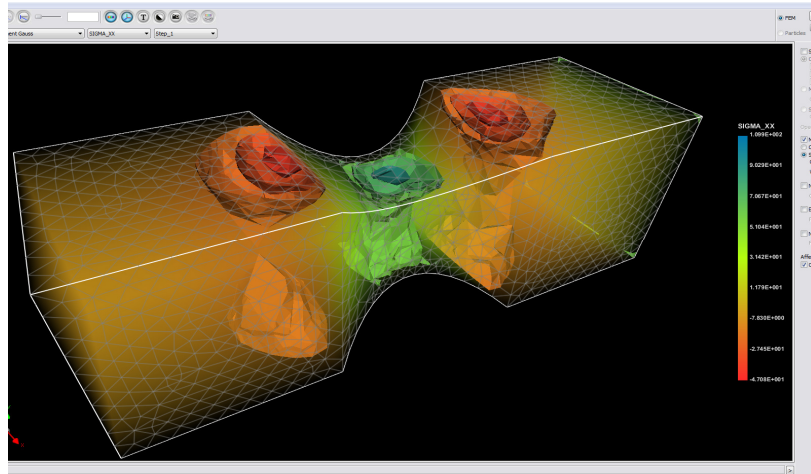 T
FEM
Particles
ent Gauss
SIGMA_XX
Step_1
SIGMA_XX
1.099E+002
9.029E+001
7.067E+001
5.104E+001
3.142E+001
1.179E+001
-7.830E+000
-2.745E+001
-4.708E+001
Affe